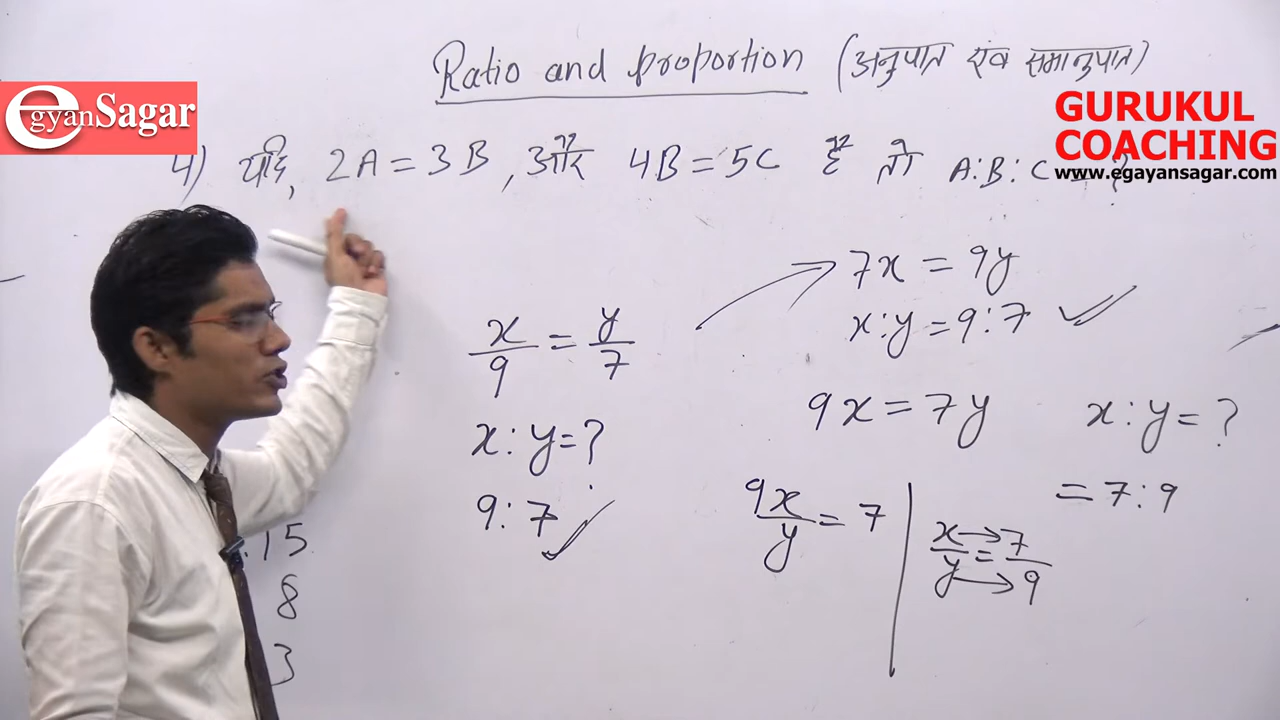 Ratio and proportion (अनुपात एंव समानुपात)
egyanSagar
GURUKUL
COACHING
www.egayansagar.com
4) यदि, 2A = 3B, और 4B = 5C है तो A:B:C = ?
x/9 = y/7
x:y=?
9:7
7x = 9y
x:y = 9:7
9x = 7y x:y=?
= 7:9
9x/y = 7
x/y = 7/9
15
8
3